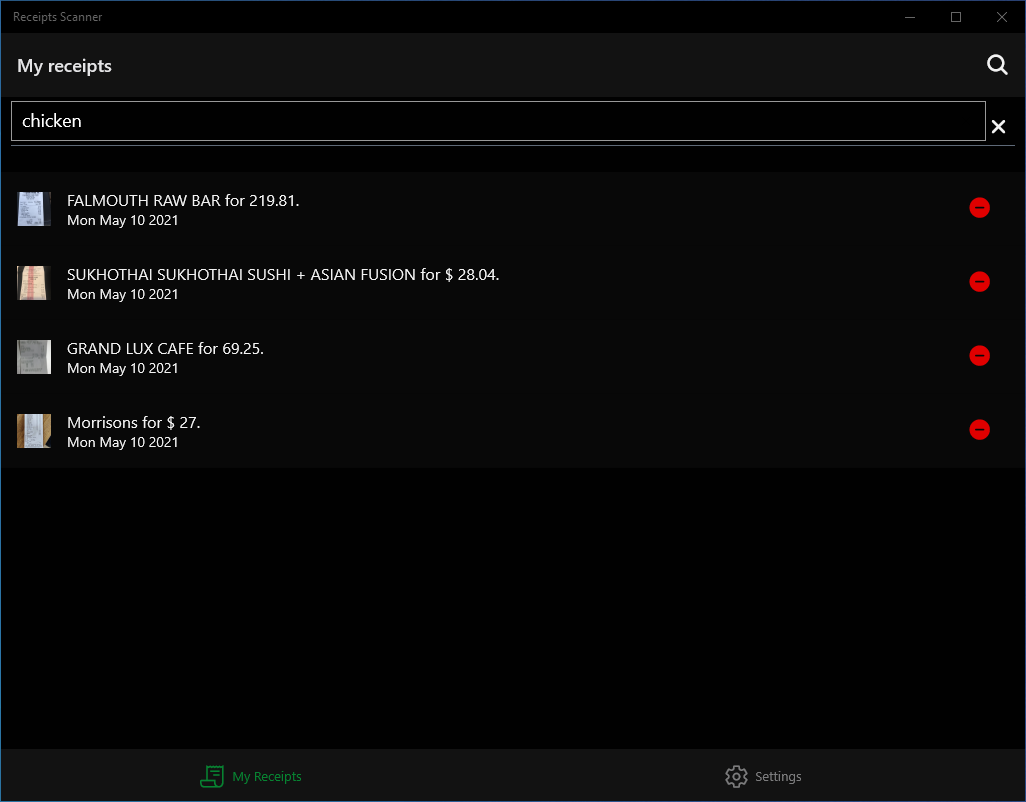 Receipts Scanner
My receipts
chicken
FALMOUTH RAW BAR for 219.81.
Mon May 10 2021
SUKHOTHAI SUKHOTHAI SUSHI + ASIAN FUSION for $ 28.04.
Mon May 10 2021
GRAND LUX CAFE for 69.25.
Mon May 10 2021
Morrisons for $ 27.
Mon May 10 2021
My Receipts
Settings